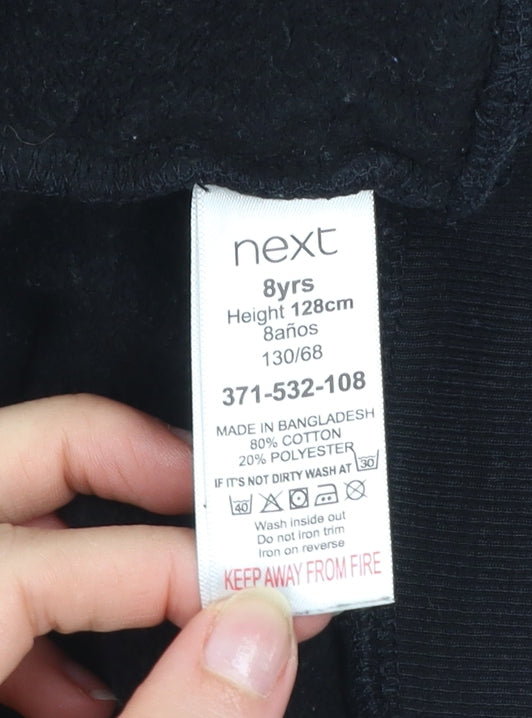 next
8yrs
Height 128cm
8años
130/68
371-532-108
MADE IN BANGLADESH
80% COTTON
20% POLYESTER
IF IT'S NOT DIRTY WASH AT 30
40
Wash inside out
Do not iron trim
Iron on reverse
KEEP AWAY FROM FIRE